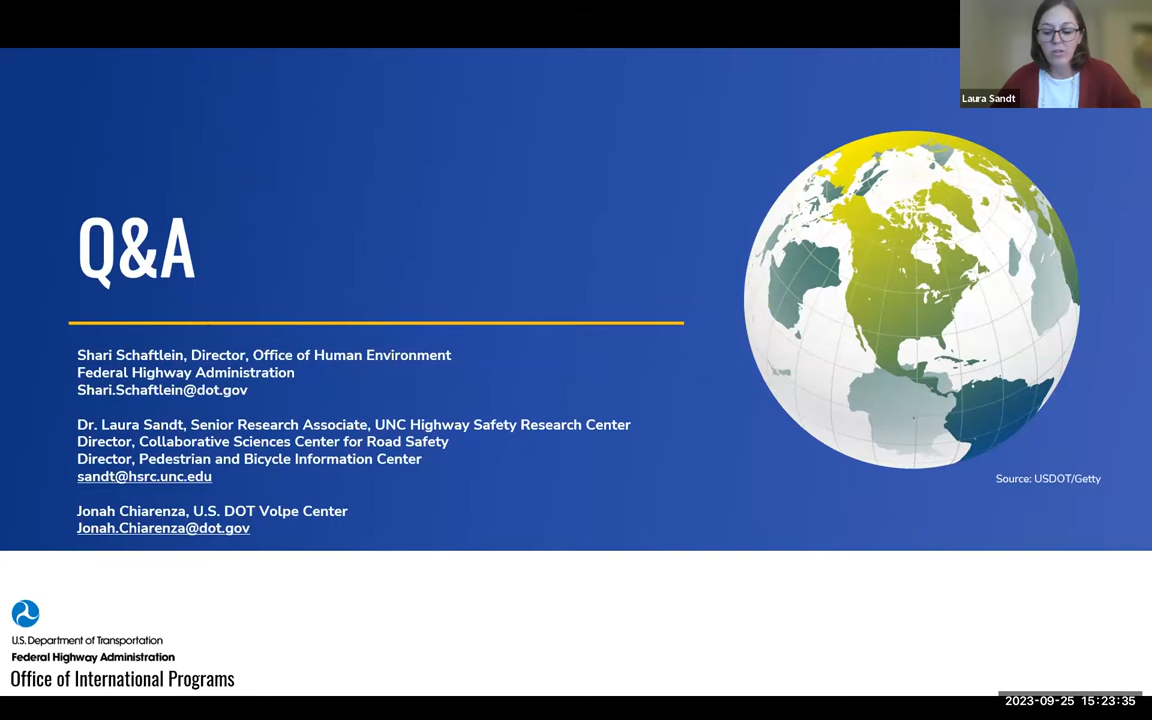 Laura Sandt
Q&A
Shari Schaftlein, Director, Office of Human Environment
Federal Highway Administration
Shari.Schaftlein@dot.gov
Dr. Laura Sandt, Senior Research Associate, UNC Highway Safety Research Center
Director, Collaborative Sciences Center for Road Safety
Director, Pedestrian and Bicycle Information Center
sandt@hsrc.unc.edu
Jonah Chiarenza, U.S. DOT Volpe Center
Jonah.Chiarenza@dot.gov
Source: USDOT/Getty
U.S. Department of Transportation
Federal Highway Administration
Office of International Programs
2023-09-25 15:23:35